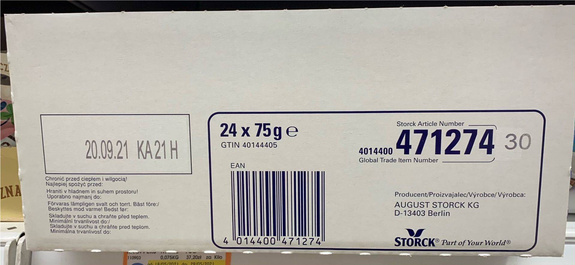 20.09.21 KA21H
Chronić przed ciepłem i wilgocią/
Najlepiej spożyć przed:
Hraniti v hladnem in suhem prostoru/
Uporabno najmanj do:
Förvaras lämpligen svalt och torrt. Bäst före:/
Beskyttes mod varme! Bedst før:
Skladujte v suchu a chraňte před teplem.
Minimální trvanlivost do:/
Skladujte v suchu a chráňte pred teplom.
Minimálna trvanlivosť do:
24 x 75g e
GTIN 40144405
EAN
4 014400 471274
Storck Article Number
4014400 471274 30
Global Trade Item Number
Producent/Proizvajalec/Výrobce/Výrobca:
AUGUST STORCK KG
D-13403 Berlin
STORCK® Part of Your World®